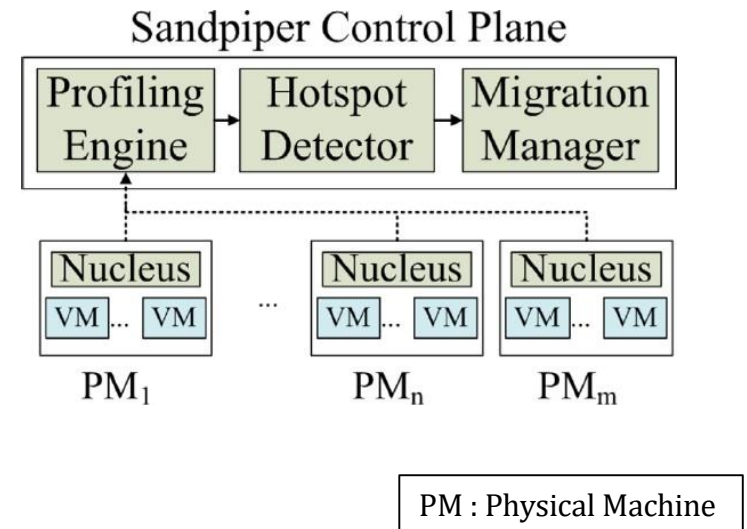 Sandpiper Control Plane
Profiling Engine
Hotspot Detector
Migration Manager
Nucleus
VM... VM
...
Nucleus
VM... VM
Nucleus
VM... VM
PM₁
PMₙ
PMₘ
PM : Physical Machine